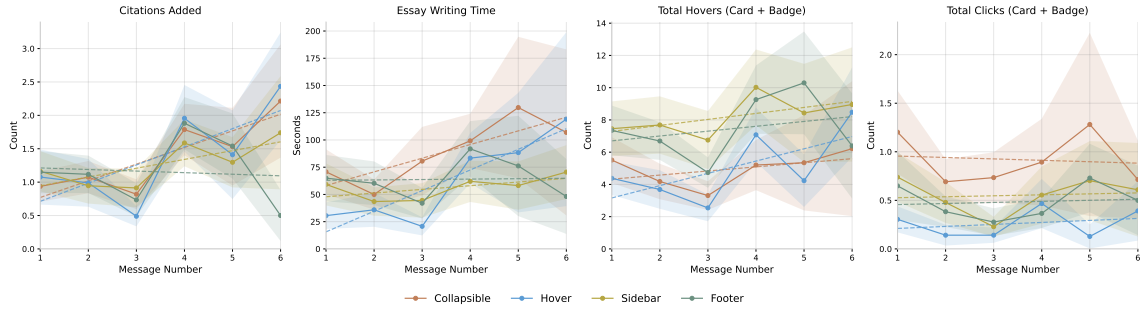 Citations Added
Count
3.0
2.5
2.0
1.5
1.0
0.5
0.0
1 2 3 4 5 6
Message Number
Essay Writing Time
Seconds
200
175
150
125
100
75
50
25
0
1 2 3 4 5 6
Message Number
Total Hovers (Card + Badge)
Count
14
12
10
8
6
4
2
0
1 2 3 4 5 6
Message Number
Total Clicks (Card + Badge)
Count
2.0
1.5
1.0
0.5
0.0
1 2 3 4 5 6
Message Number
Collapsible Hover Sidebar Footer